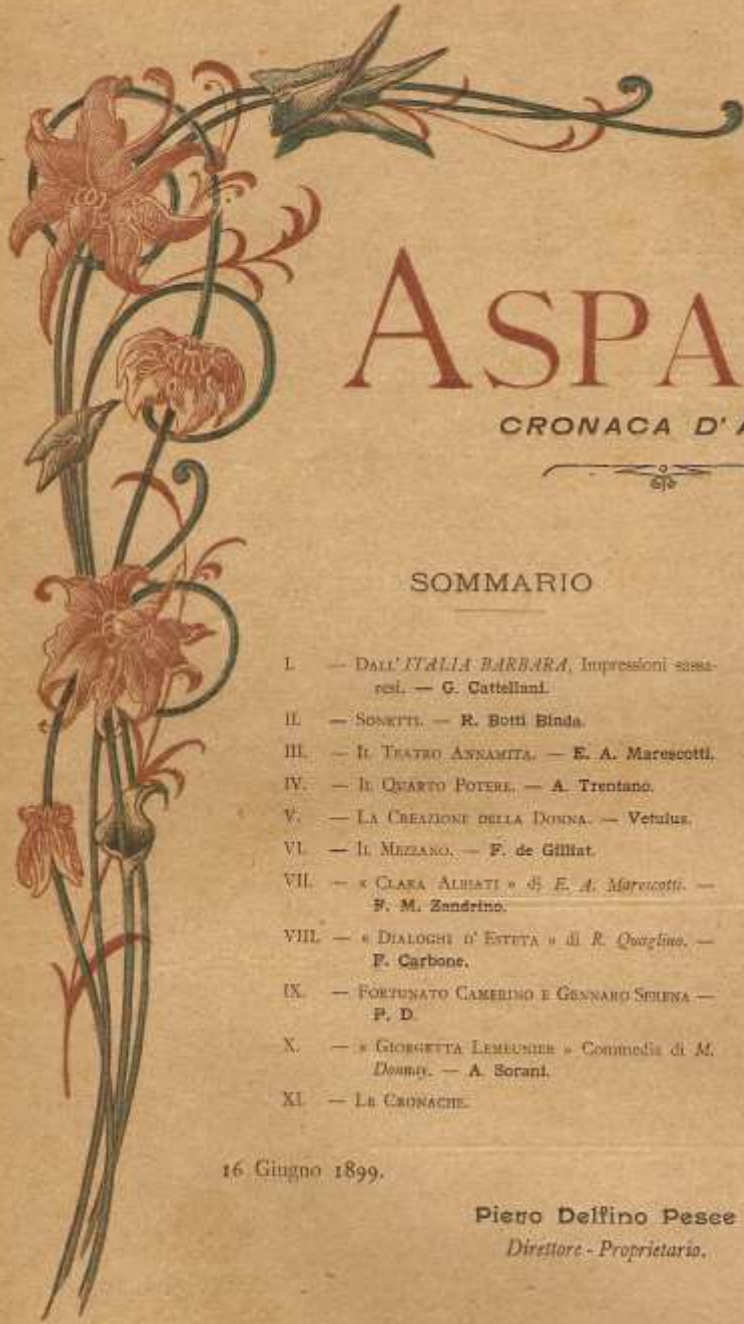 ASPA
CRONACA D' A
SOMMARIO
I. — DALL' ITALIA BARBARA, Impressioni sassa-
resi. — G. Cattellani.
II. — SONETTI. — R. Botti Binda.
III. — IL TEATRO ANNAMITA. — E. A. Marescotti.
IV. — IL QUARTO POTERE. — A. Trentano.
V. — LA CREAZIONE DELLA DONNA. — Vetulus.
VI. — IL MEZZANO. — F. de Gilliat.
VII. — « CLARA ALBIATI » di E. A. Marescotti. —
F. M. Zandrino.
VIII. — « DIALOGHI D' ESTETA » di R. Quaglino. —
F. Carbone.
IX. — FORTUNATO CAMERINO E GENNARO SERENA —
P. D.
X. — « GIORGETTA LEMEUNIER » Commedia di M.
Donnay. — A. Sorani.
XI. — LE CRONACHE.
16 Giugno 1899.
Piero Delfino Pesce
Direttore - Proprietario.